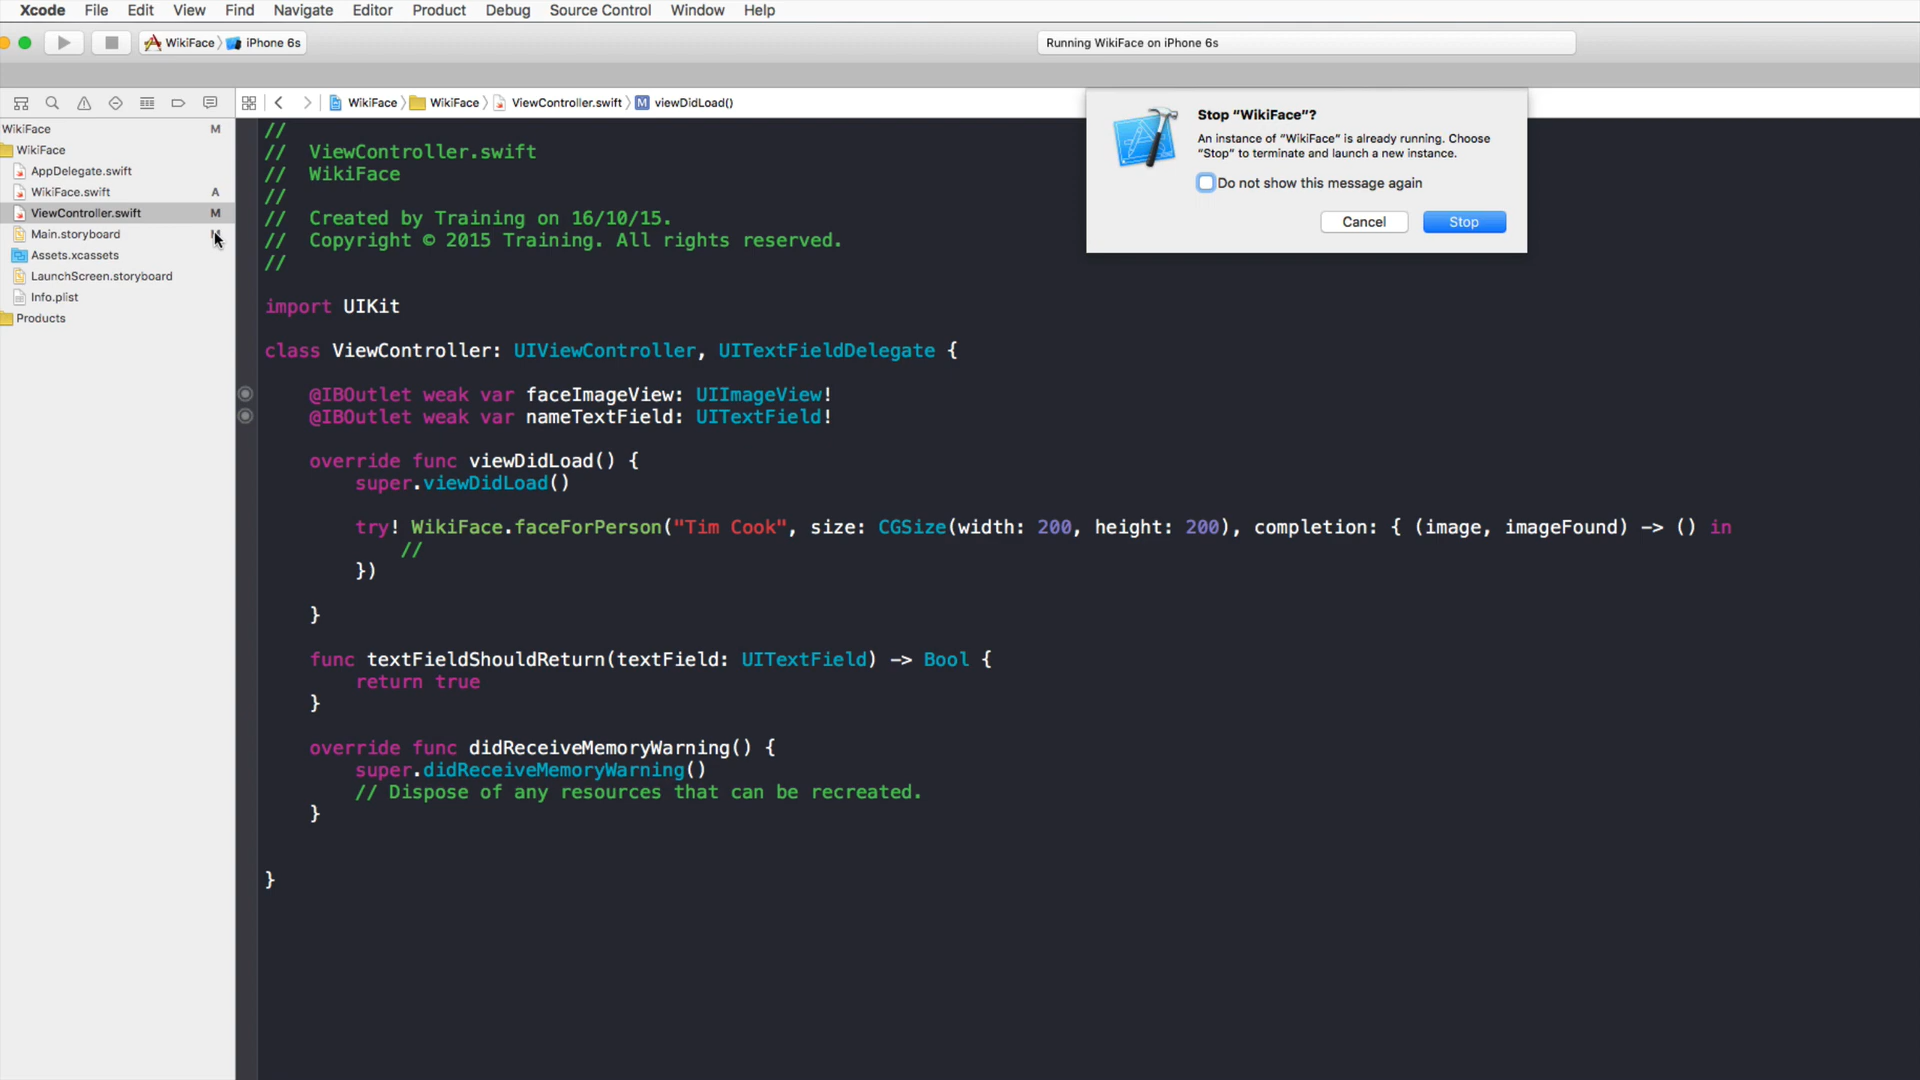 Xcode File Edit View Find Navigate Editor Product Debug Source Control Window Help
WikiFace iPhone 6s
Running WikiFace on iPhone 6s
WikiFace WikiFace ViewController.swift M viewDidLoad()
Stop “WikiFace”?
An instance of “WikiFace” is already running. Choose
“Stop” to terminate and launch a new instance.
Do not show this message again
Cancel Stop
WikiFace M
WikiFace
AppDelegate.swift
WikiFace.swift A
ViewController.swift M
Main.storyboard
Assets.xcassets
LaunchScreen.storyboard
Info.plist
Products
//
// ViewController.swift
// WikiFace
//
// Created by Training on 16/10/15.
// Copyright © 2015 Training. All rights reserved.
//
import UIKit
class ViewController: UIViewController, UITextFieldDelegate {
@IBOutlet weak var faceImageView: UIImageView!
@IBOutlet weak var nameTextField: UITextField!
override func viewDidLoad() {
super.viewDidLoad()
try! WikiFace.faceForPerson("Tim Cook", size: CGSize(width: 200, height: 200), completion: { (image, imageFound) -> () in
//
})
}
func textFieldShouldReturn(textField: UITextField) -> Bool {
return true
}
override func didReceiveMemoryWarning() {
super.didReceiveMemoryWarning()
// Dispose of any resources that can be recreated.
}
}